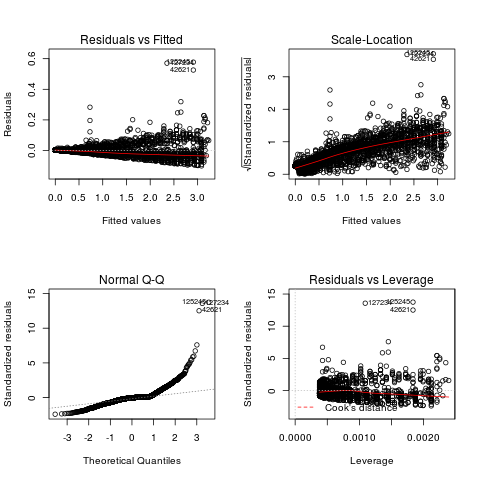 Residuals vs Fitted
Residuals
0.0 0.2 0.4 0.6
42621
0.0 0.5 1.0 1.5 2.0 2.5 3.0
Fitted values
Scale-Location
√|Standardized residuals|
0 1 2 3
42621
0.0 0.5 1.0 1.5 2.0 2.5 3.0
Fitted values
Normal Q-Q
Standardized residuals
0 5 10 15
125245
127234
42621
-3 -2 -1 0 1 2 3
Theoretical Quantiles
Residuals vs Leverage
Standardized residuals
0 5 10 15
127234
125245
42621
Cook's distance
0.0000 0.0010 0.0020
Leverage